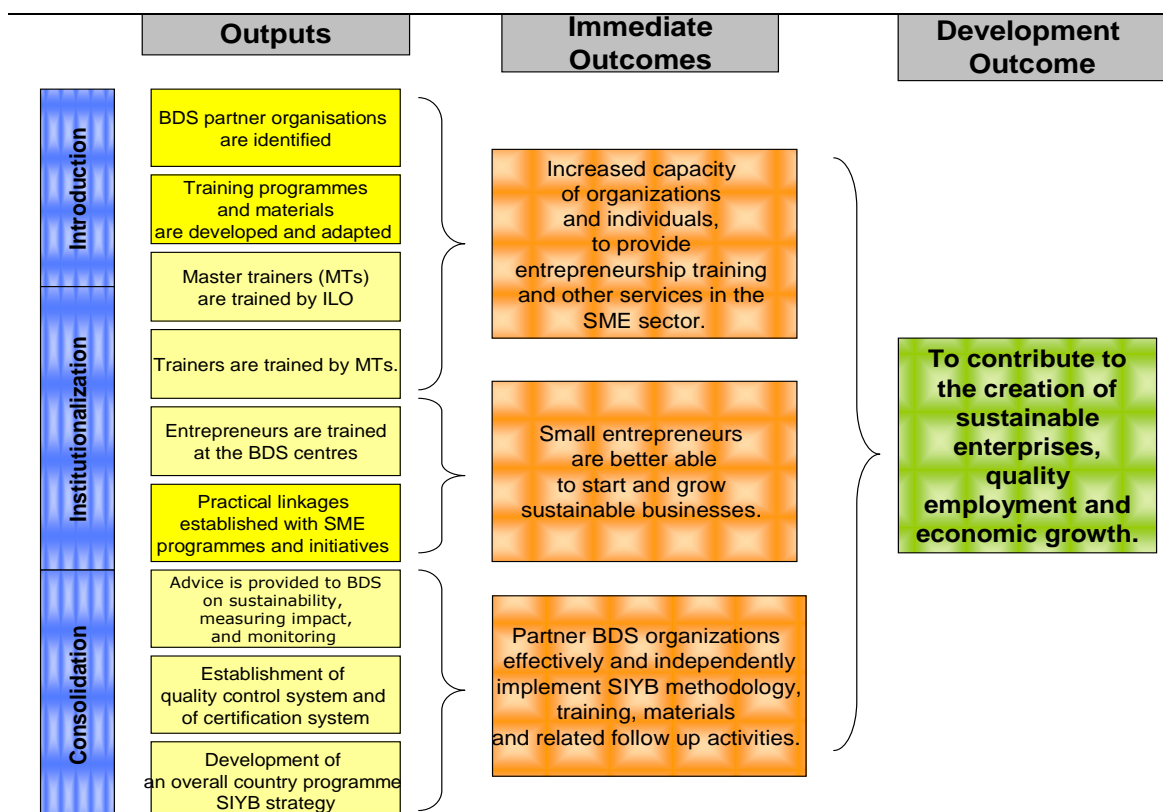 Outputs
Immediate
Outcomes
Development
Outcome
Introduction
BDS partner organisations
are identified
Training programmes
and materials
are developed and adapted
Master trainers (MTs)
are trained by ILO
Institutionalization
Trainers are trained by MTs.
Entrepreneurs are trained
at the BDS centres
Practical linkages
established with SME
programmes and initiatives
Consolidation
Advice is provided to BDS
on sustainability,
measuring impact,
and monitoring
Establishment of
quality control system and
of certification system
Development of
an overall country programme
SIYB strategy
Increased capacity
of organizations
and individuals,
to provide
entrepreneurship training
and other services in the
SME sector.
Small entrepreneurs
are better able
to start and grow
sustainable businesses.
Partner BDS organizations
effectively and independently
implement SIYB methodology,
training, materials
and related follow up activities.
To contribute to
the creation of
sustainable
enterprises,
quality
employment and
economic growth.